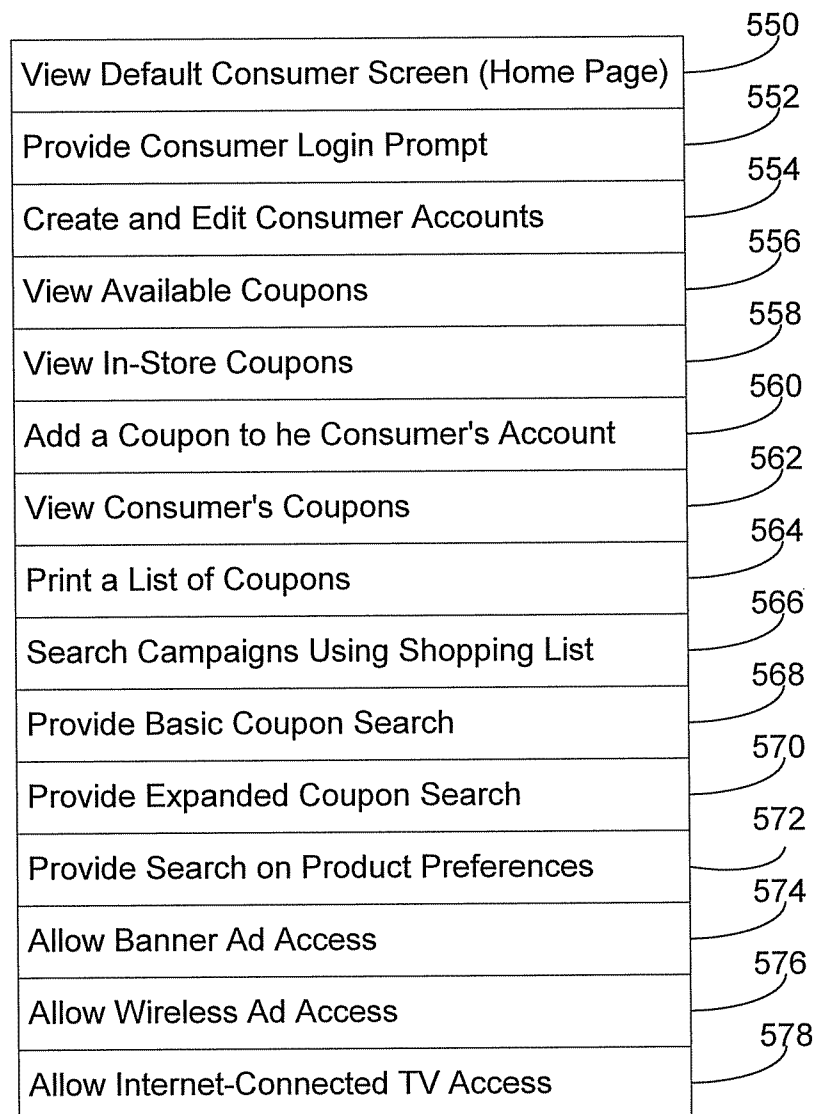 550
View Default Consumer Screen (Home Page)
552
Provide Consumer Login Prompt
554
Create and Edit Consumer Accounts
556
View Available Coupons
558
View In-Store Coupons
560
Add a Coupon to he Consumer's Account
562
View Consumer's Coupons
564
Print a List of Coupons
566
Search Campaigns Using Shopping List
568
Provide Basic Coupon Search
570
Provide Expanded Coupon Search
572
Provide Search on Product Preferences
574
Allow Banner Ad Access
576
Allow Wireless Ad Access
578
Allow Internet-Connected TV Access